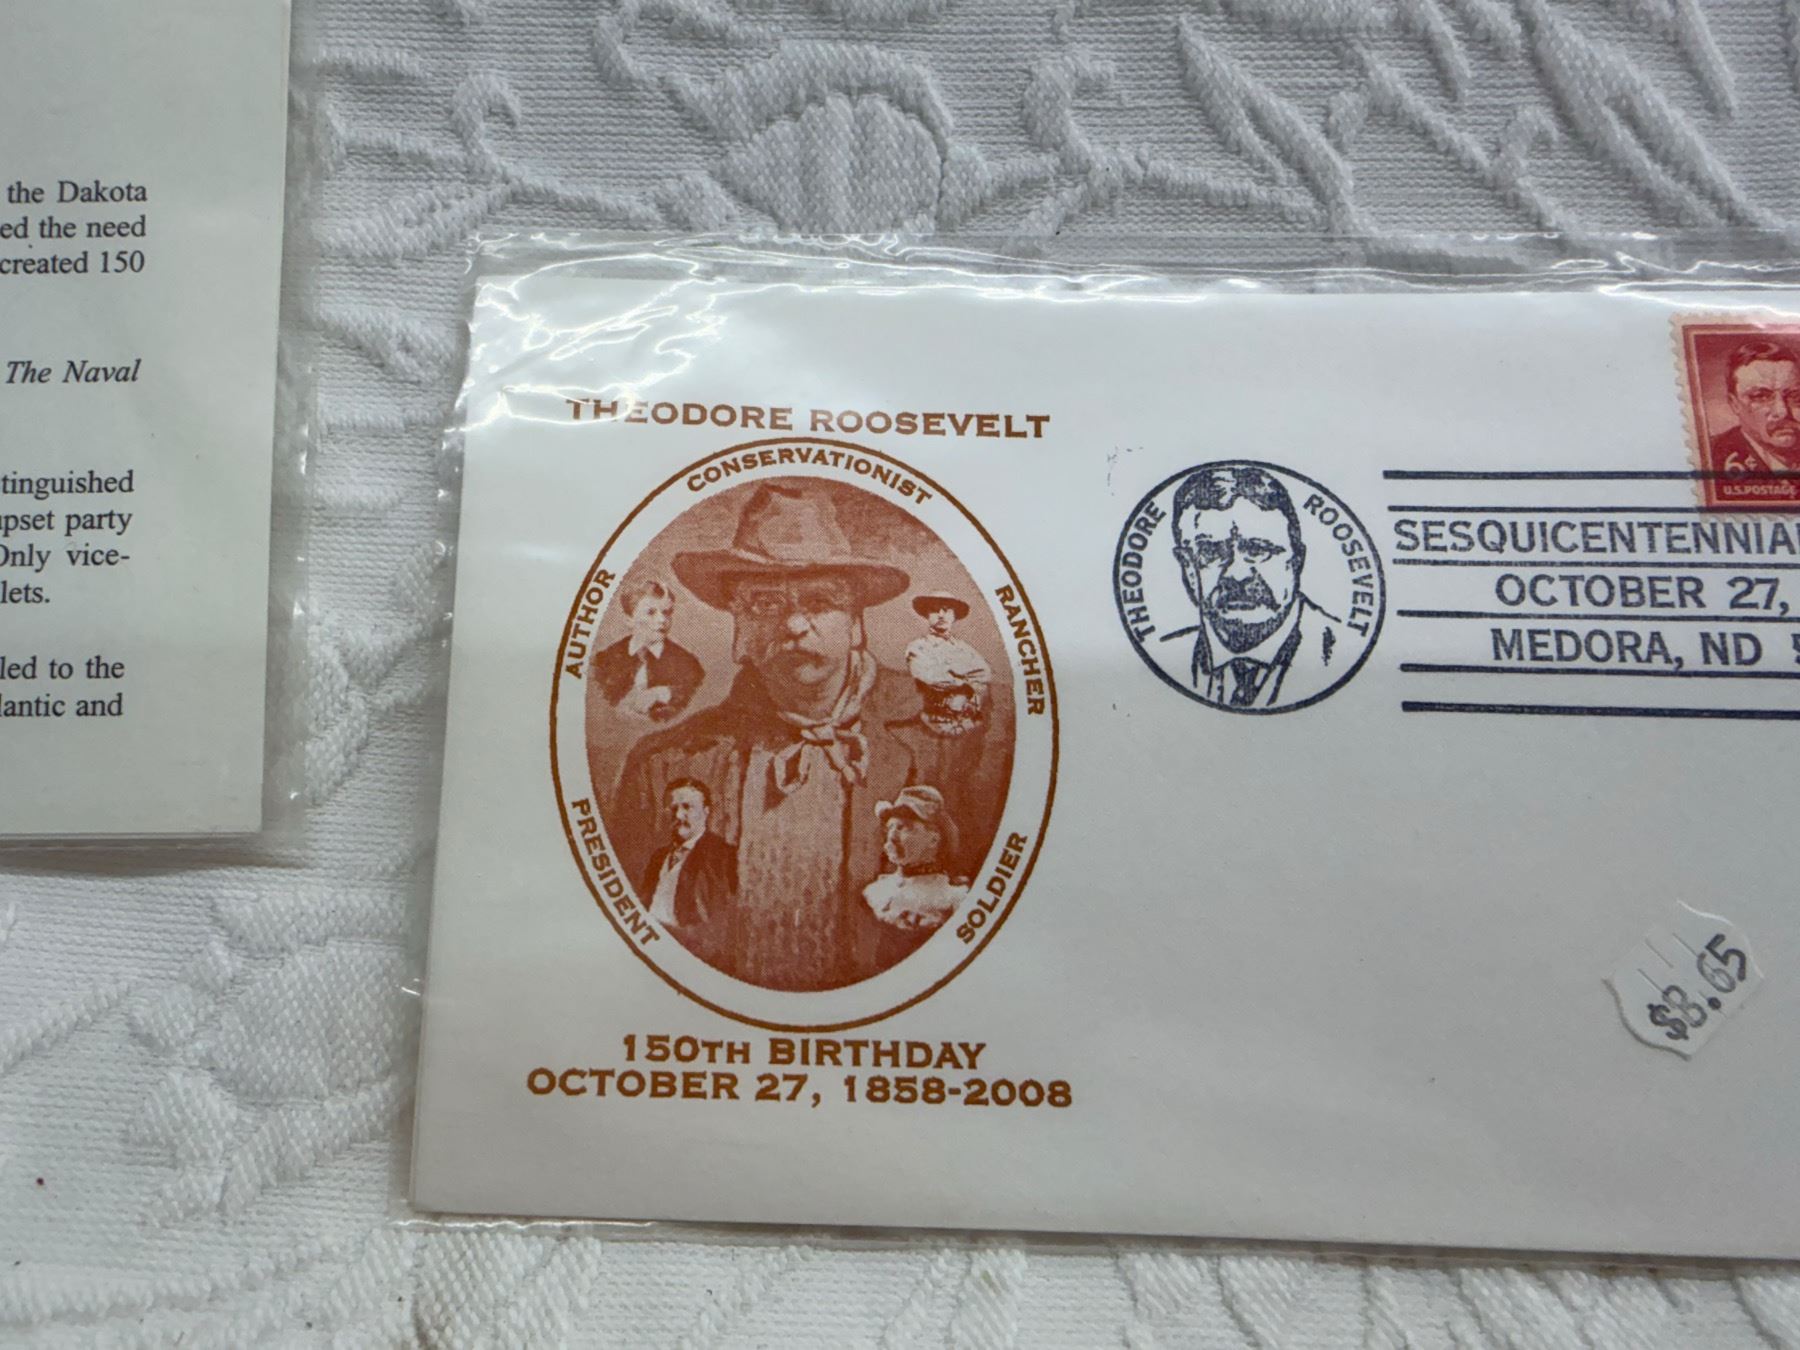 the Dakota
ed the need
created 150
The Naval
tinguished
upset party
Only vice-
lets.
led to the
lantic and
THEODORE ROOSEVELT
CONSERVATIONIST
AUTHOR
RANCHER
PRESIDENT
SOLDIER
150TH BIRTHDAY
OCTOBER 27, 1858-2008
THEODORE ROOSEVELT
SESQUICENTENNIA
OCTOBER 27,
MEDORA, ND
6¢
U.S. POSTAGE
$8.65